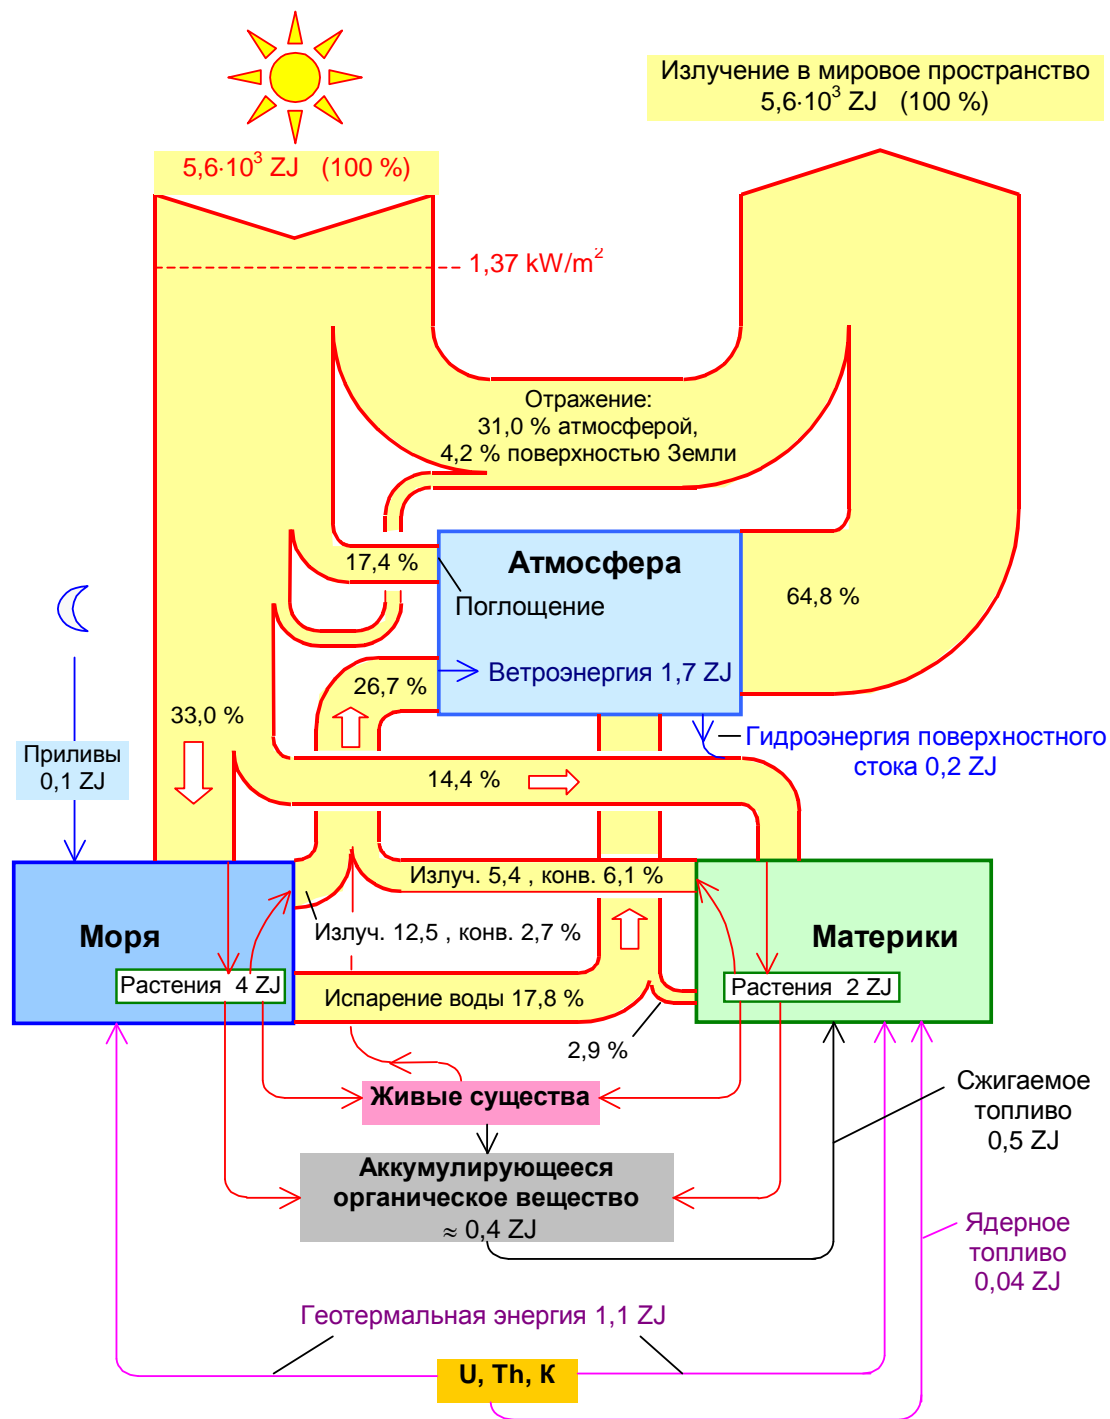 Излучение в мировое пространство
5,6·10³ ZJ (100 %)
5,6·10³ ZJ (100 %)
1,37 kW/m²
Отражение:
31,0 % атмосферой,
4,2 % поверхностью Земли
Атмосфера
17,4 %
Поглощение
64,8 %
Ветроэнергия 1,7 ZJ
26,7 %
33,0 %
Приливы
0,1 ZJ
Гидроэнергия поверхностного
стока 0,2 ZJ
14,4 %
Излуч. 5,4 , конв. 6,1 %
Моря
Излуч. 12,5 , конв. 2,7 %
Материки
Растения 4 ZJ
Испарение воды 17,8 %
Растения 2 ZJ
2,9 %
Живые существа
Сжигаемое
топливо
0,5 ZJ
Аккумулирующееся
органическое вещество
≈ 0,4 ZJ
Ядерное
топливо
0,04 ZJ
Геотермальная энергия 1,1 ZJ
U, Th, К